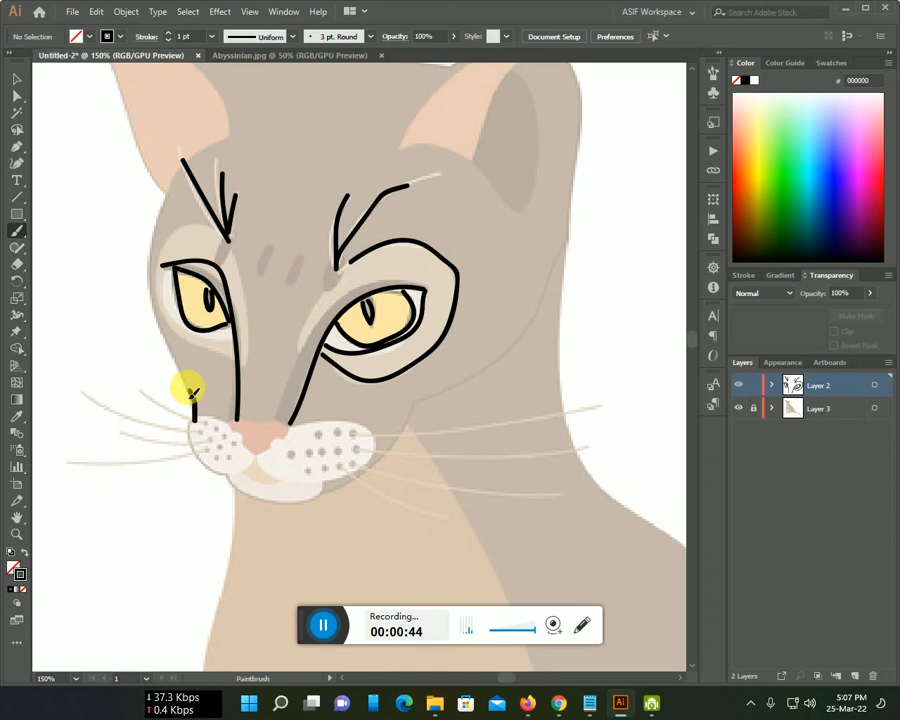 Ai
File Edit Object Type Select Effect View Window Help
ASIF Workspace
Search Adobe Stock
No Selection
Stroke: 1 pt
Uniform
3 pt. Round
Opacity: 100%
Style:
Document Setup
Preferences
Untitled-2* @ 150% (RGB/GPU Preview) ×
Abyssinian.jpg @ 50% (RGB/GPU Preview) ×
Color Color Guide Swatches
# 000000
Stroke Gradient Transparency
Normal
Opacity: 100%
Make Mask
Clip
Invert Mask
Layers Appearance Artboards
Layer 2
Layer 3
2 Layers
Recording...
00:00:44
150%
1
Paintbrush
37.3 Kbps
0.4 Kbps
Ai
5:07 PM
25-Mar-22